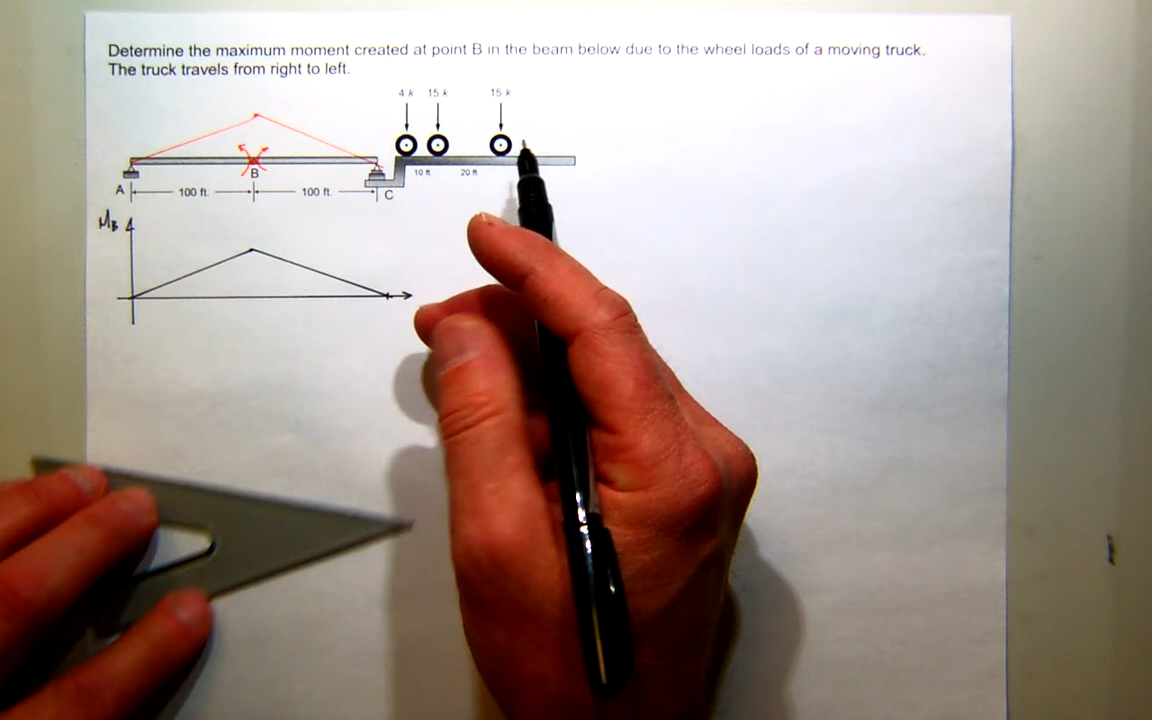 Determine the maximum moment created at point B in the beam below due to the wheel loads of a moving truck.
The truck travels from right to left.
4 k 15 k 15 k
B
10 ft 20 ft
A 100 ft. 100 ft. C
MB